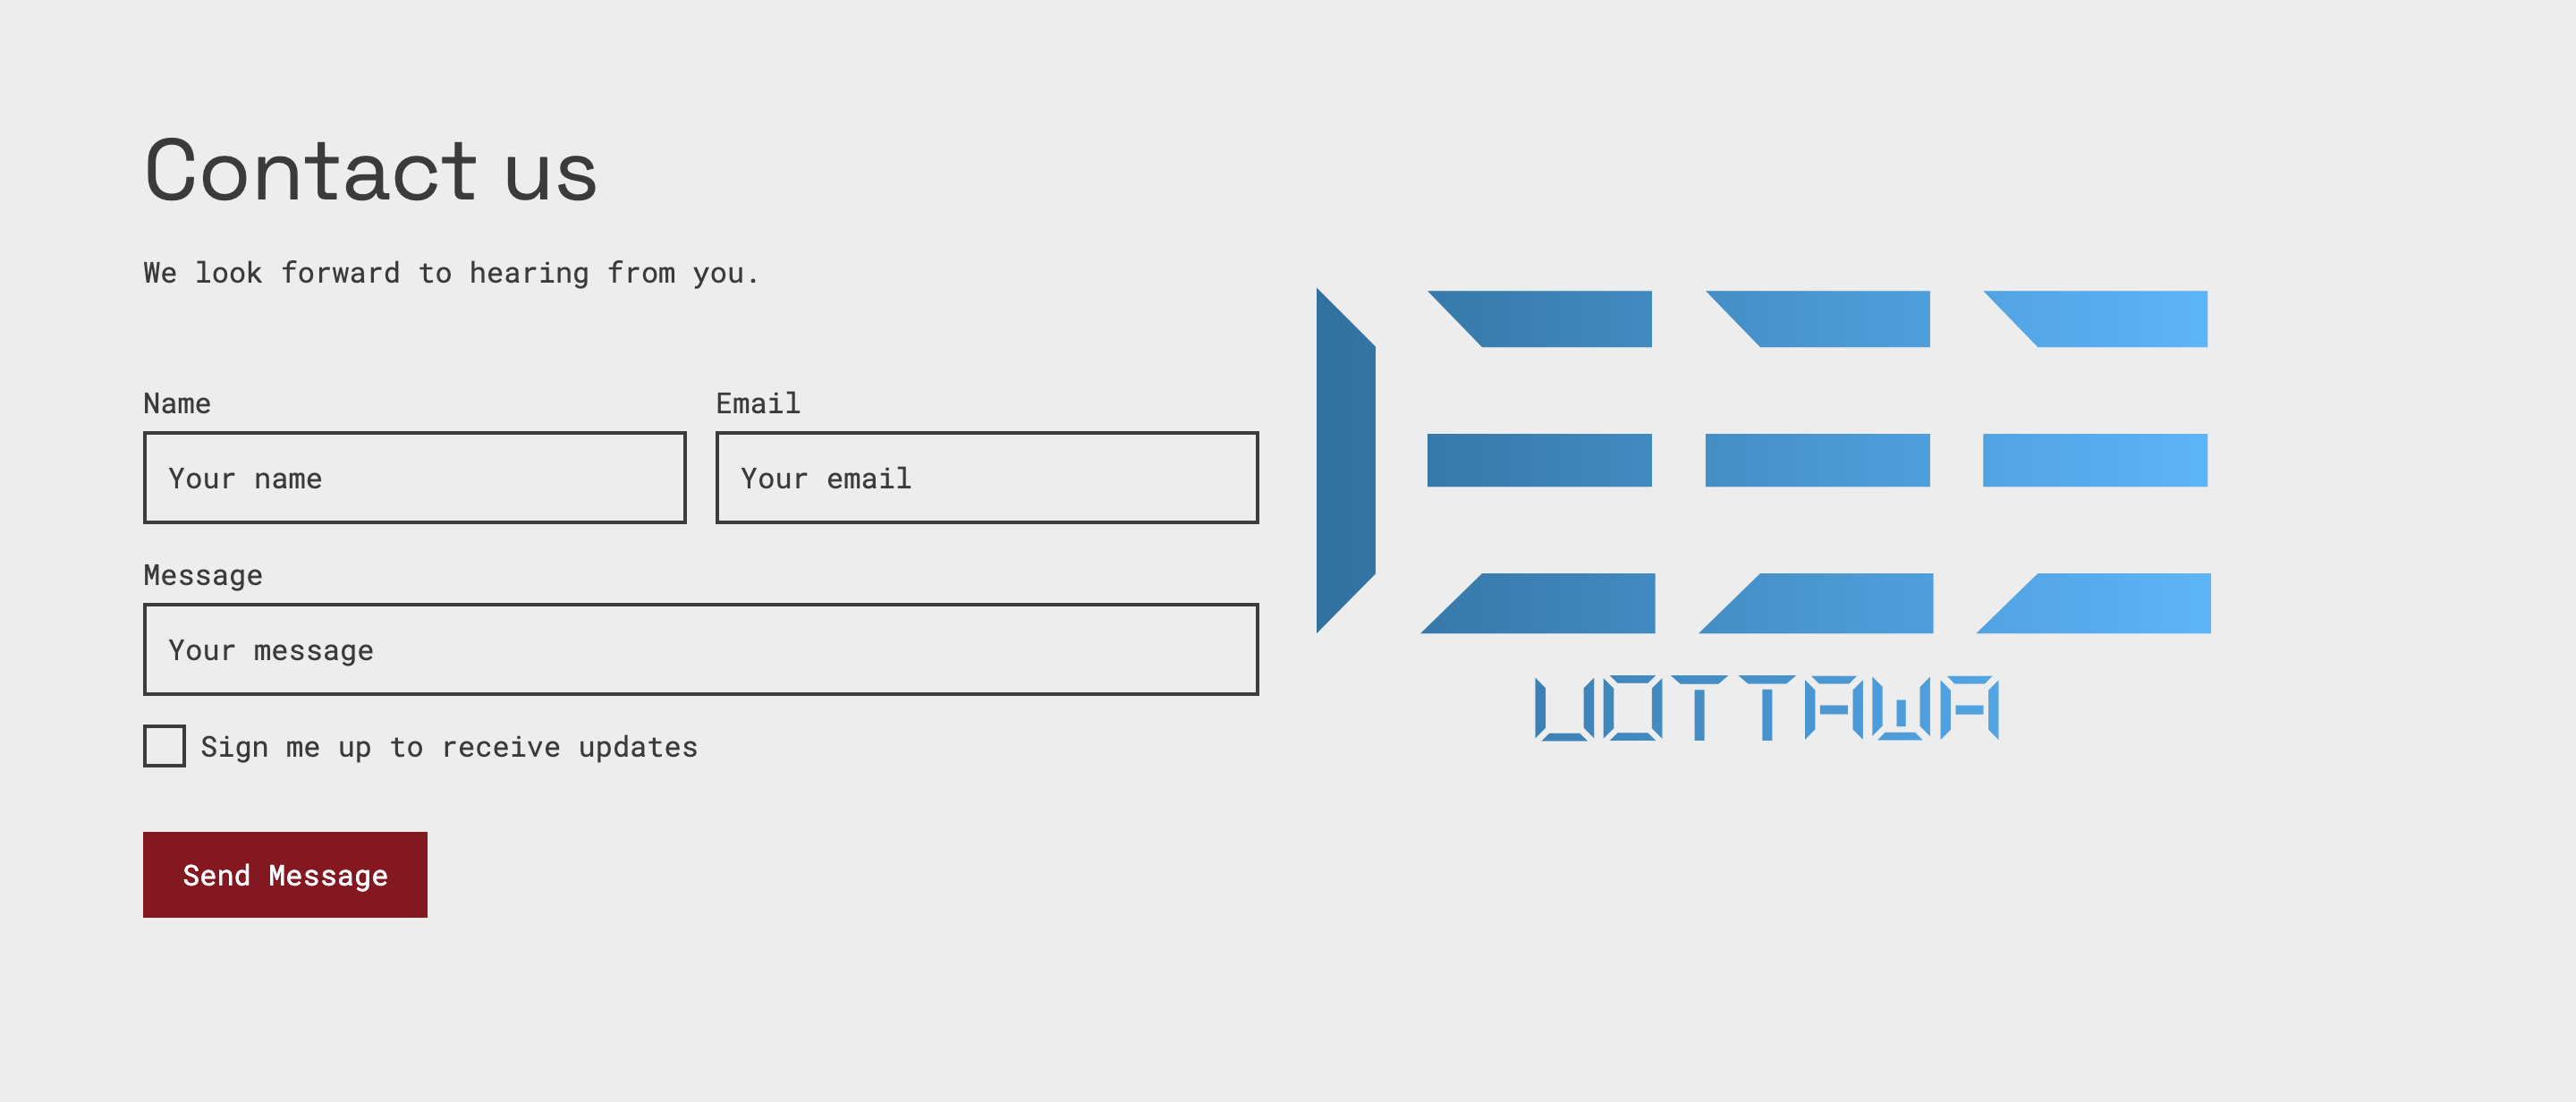 Contact us
We look forward to hearing from you.
Name
Email
Your name
Your email
Message
Your message
Sign me up to receive updates
Send Message
IEEE
UOTTAWA